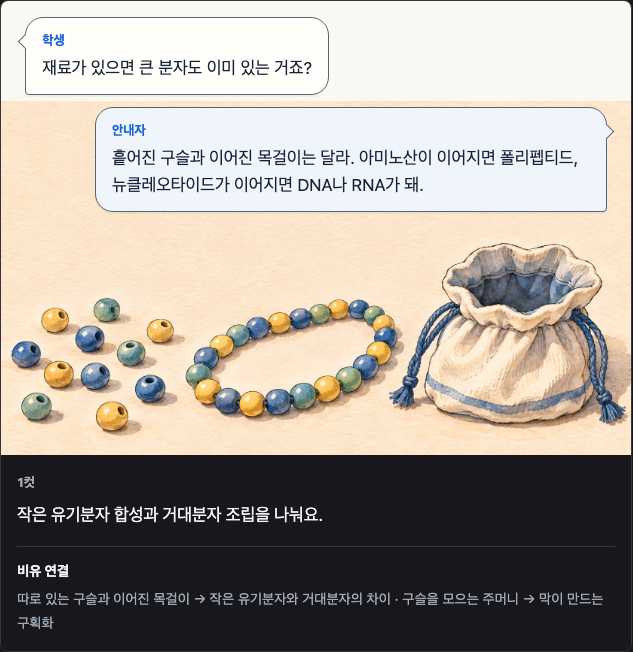 학생
재료가 있으면 큰 분자도 이미 있는 거죠?
안내자
흩어진 구슬과 이어진 목걸이는 달라. 아미노산이 이어지면 폴리펩티드,
뉴클레오타이드가 이어지면 DNA나 RNA가 돼.
1컷
작은 유기분자 합성과 거대분자 조립을 나눠요.
비유 연결
따로 있는 구슬과 이어진 목걸이 → 작은 유기분자와 거대분자의 차이 · 구슬을 모으는 주머니 → 막이 만드는
구획화